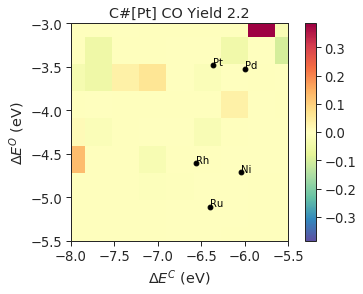 C#[Pt] CO Yield 2.2
−3.0
−3.5
−4.0
−4.5
−5.0
−5.5
ΔE^O (eV)
Pt
Pd
Rh
Ni
Ru
−8.0 −7.5 −7.0 −6.5 −6.0 −5.5
ΔE^C (eV)
0.3
0.2
0.1
0.0
−0.1
−0.2
−0.3